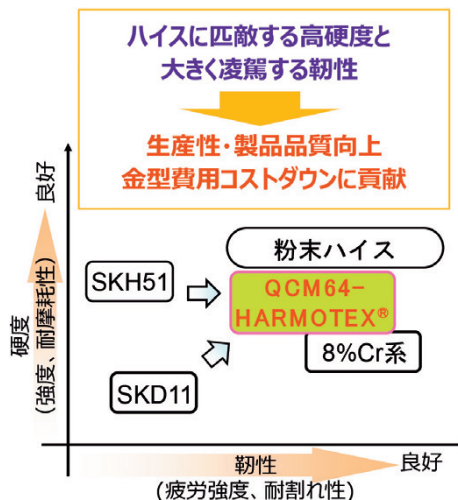 ハイスに匹敵する高硬度と
大きく凌駕する靭性
生産性・製品品質向上
金型費用コストダウンに貢献
良好
硬度
(強度、耐摩耗性)
粉末ハイス
SKH51
QCM64-
HARMOTEX®
8%Cr系
SKD11
靭性
良好
(疲労強度、耐割れ性)